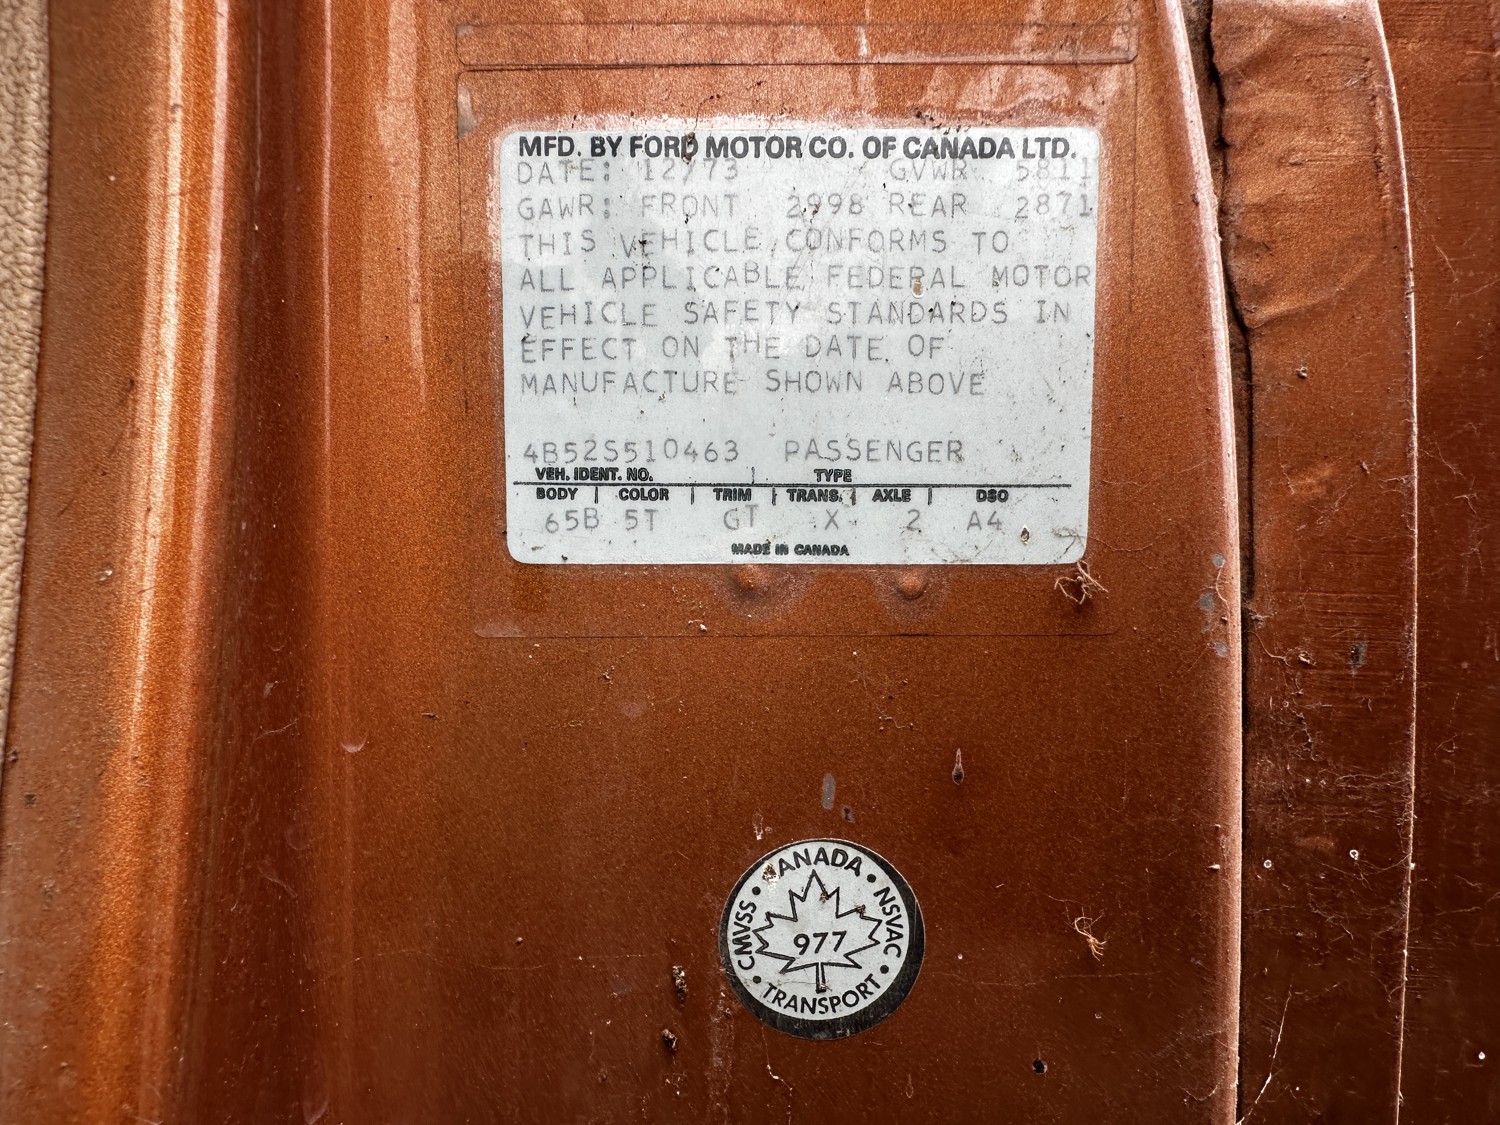 MFD. BY FORD MOTOR CO. OF CANADA LTD.
DATE: 12/73 GVWR 5811
GAWR: FRONT 2998 REAR 2871
THIS VEHICLE CONFORMS TO
ALL APPLICABLE FEDERAL MOTOR
VEHICLE SAFETY STANDARDS IN
EFFECT ON THE DATE OF
MANUFACTURE SHOWN ABOVE
4B52S510463 PASSENGER
VEH. IDENT. NO. TYPE
BODY | COLOR | TRIM | TRANS. | AXLE | DSO
65B 5T GT X 2 A4
MADE IN CANADA
CANADA • NSVAC • TRANSPORT • CMVSS •
977